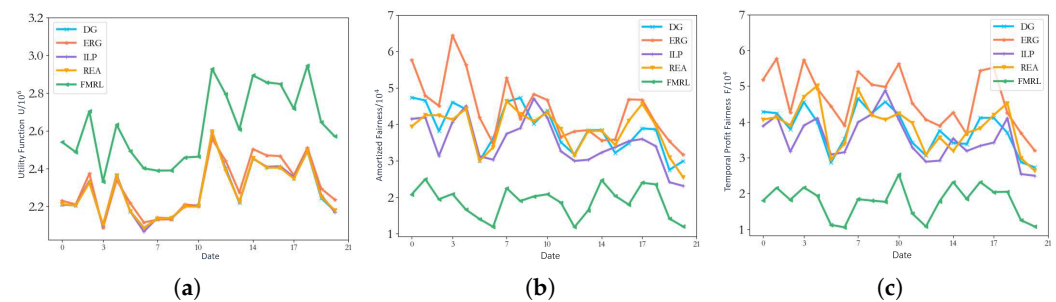 3.2
3.0
2.8
2.6
2.4
2.2
Utility Function U/10⁶
DG
ERG
ILP
REA
FMRL
0
3
7
10
14
17
21
Date
(a)
7
6
5
4
3
2
1
Amortized Fairness/10⁴
DG
ERG
ILP
REA
FMRL
0
3
7
10
14
17
21
Date
(b)
7
6
5
4
3
2
1
Temporal Profit Fairness F/10⁴
DG
ERG
ILP
REA
FMRL
0
3
7
10
14
17
21
Date
(c)